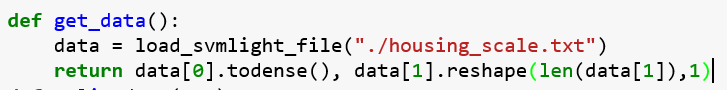 def get_data():
    data = load_svmlight_file("./housing_scale.txt")
    return data[0].todense(), data[1].reshape(len(data[1]),1)